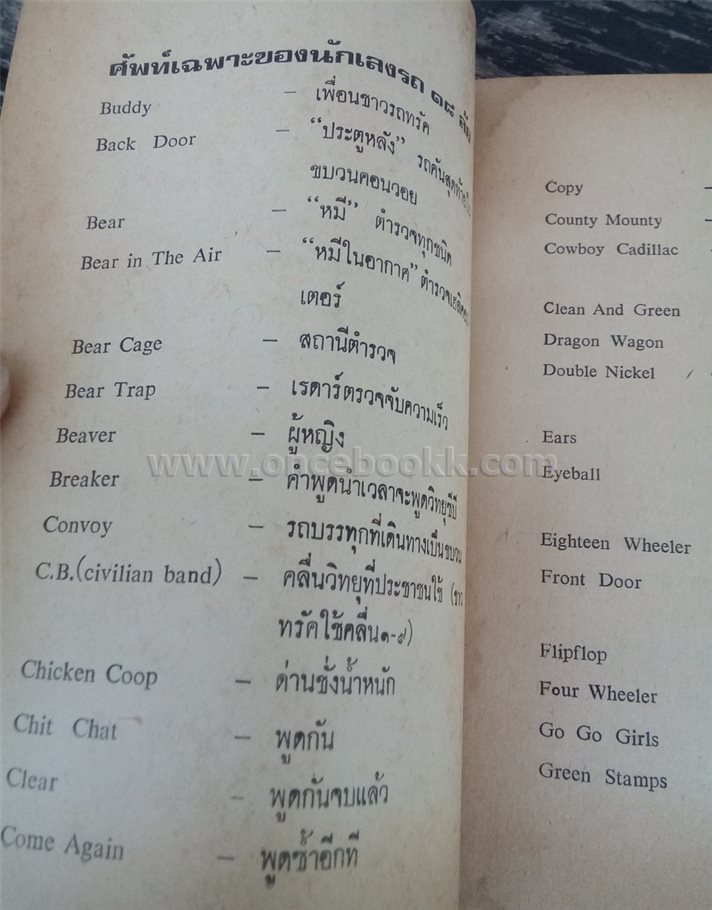 ศัพท์เฉพาะของนักเลงรถ ๑๘ ล้อ
Buddy – เพื่อนชาวรถทรัค
Back Door – “ประตูหลัง” รถคันสุดท้าย
ขบวนคอนวอย
Bear – “หมี” ตำรวจทุกชนิด
Bear in The Air – “หมีในอากาศ” ตำรวจ
เตอร์
Bear Cage – สถานีตำรวจ
Bear Trap – เรดาร์ตรวจจับความเร็ว
Beaver – ผู้หญิง
Breaker – คำพูดนำเวลาจะพูดวิทยุซีบี
Convoy – รถบรรทุกที่เดินทางเป็นขบวน
C.B.(civilian band) – คลื่นวิทยุที่ประชาชนใช้ (ชาว
ทรัคใช้คลื่น๑-๙)
Chicken Coop – ด่านชั่งน้ำหนัก
Chit Chat – พูดกัน
Clear – พูดกันจบแล้ว
Come Again – พูดซ้ำอีกที
www.oncebookk.com
Copy –
County Mounty –
Cowboy Cadillac –
Clean And Green
Dragon Wagon
Double Nickel
Ears
Eyeball
Eighteen Wheeler
Front Door
Flipflop
Four Wheeler
Go Go Girls
Green Stamps